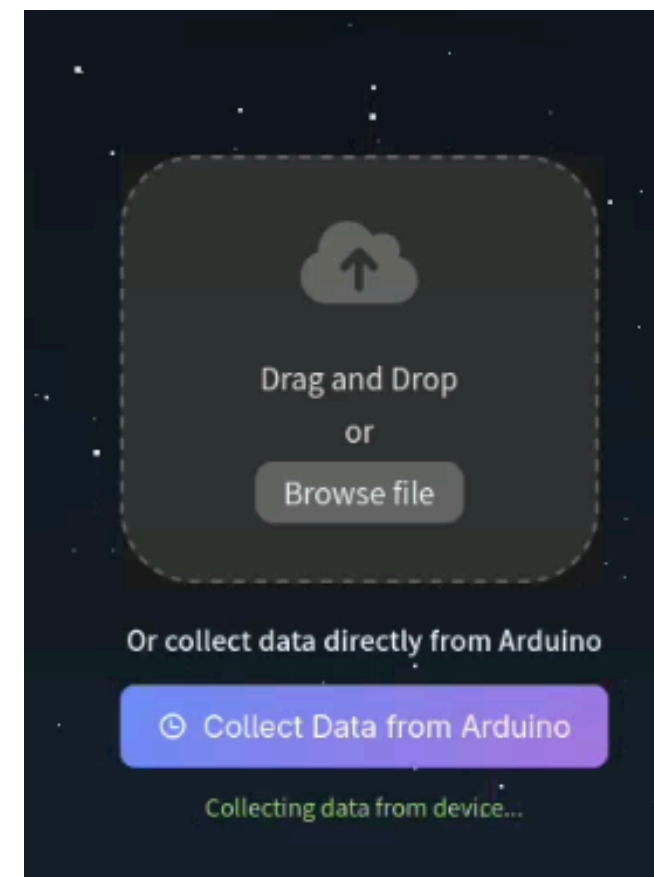 Drag and Drop
or
Browse file
Or collect data directly from Arduino
Collect Data from Arduino
Collecting data from device...